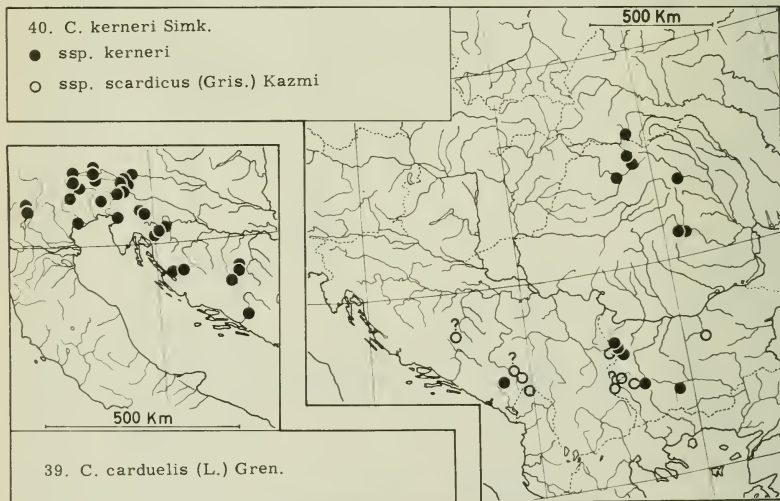 40. C. kerneri Simk.
● ssp. kerneri
○ ssp. scardicus (Gris.) Kazmi
500 Km
?
?
?
500 Km
39. C. carduelis (L.) Gren.